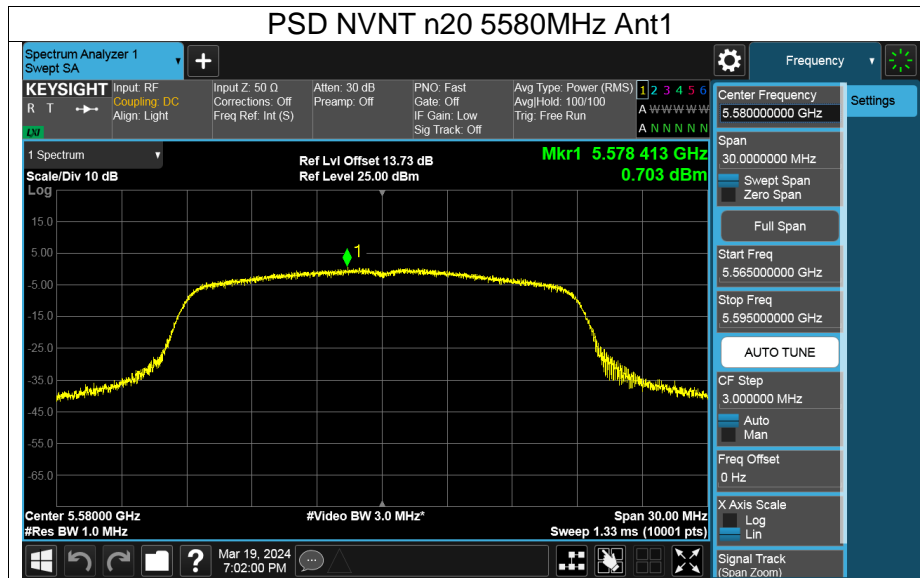 PSD NVNT n20 5580MHz Ant1
Spectrum Analyzer 1
Swept SA
+
Frequency
KEYSIGHT
R T
LXI
Input: RF
Coupling: DC
Align: Light
Input Z: 50 Ω
Corrections: Off
Freq Ref: Int (S)
Atten: 30 dB
Preamp: Off
PNO: Fast
Gate: Off
IF Gain: Low
Sig Track: Off
Avg Type: Power (RMS)
Avg|Hold: 100/100
Trig: Free Run
1 2 3 4 5 6
A W W W W W
A N N N N N
1 Spectrum
Scale/Div 10 dB
Log
Ref Lvl Offset 13.73 dB
Ref Level 25.00 dBm
Mkr1 5.578 413 GHz
0.703 dBm
15.0
5.00
-5.00
-15.0
-25.0
-35.0
-45.0
-55.0
-65.0
1
Center 5.58000 GHz
#Res BW 1.0 MHz
#Video BW 3.0 MHz*
Span 30.00 MHz
Sweep 1.33 ms (10001 pts)
Center Frequency
5.580000000 GHz
Settings
Span
30.0000000 MHz
Swept Span
Zero Span
Full Span
Start Freq
5.565000000 GHz
Stop Freq
5.595000000 GHz
AUTO TUNE
CF Step
3.000000 MHz
Auto
Man
Freq Offset
0 Hz
X Axis Scale
Log
Lin
Signal Track
(Span Zoom)
?
Mar 19, 2024
7:02:00 PM